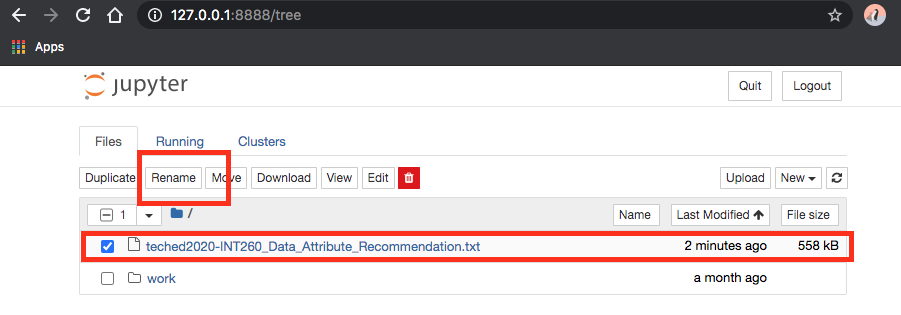 127.0.0.1:8888/tree
Apps
jupyter
Quit Logout
Files Running Clusters
Duplicate Rename Move Download View Edit Upload New
1 / Name Last Modified File size
teched2020-INT260_Data_Attribute_Recommendation.txt 2 minutes ago 558 kB
work a month ago